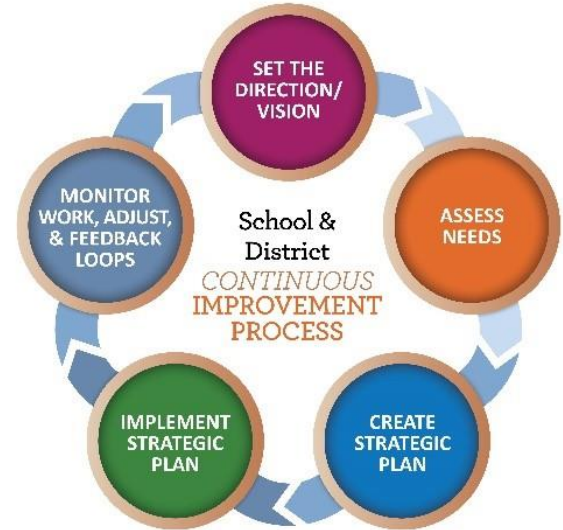 SET THE
DIRECTION/
VISION
ASSESS
NEEDS
CREATE
STRATEGIC
PLAN
IMPLEMENT
STRATEGIC
PLAN
MONITOR
WORK, ADJUST,
& FEEDBACK
LOOPS
School &
District
CONTINUOUS
IMPROVEMENT
PROCESS